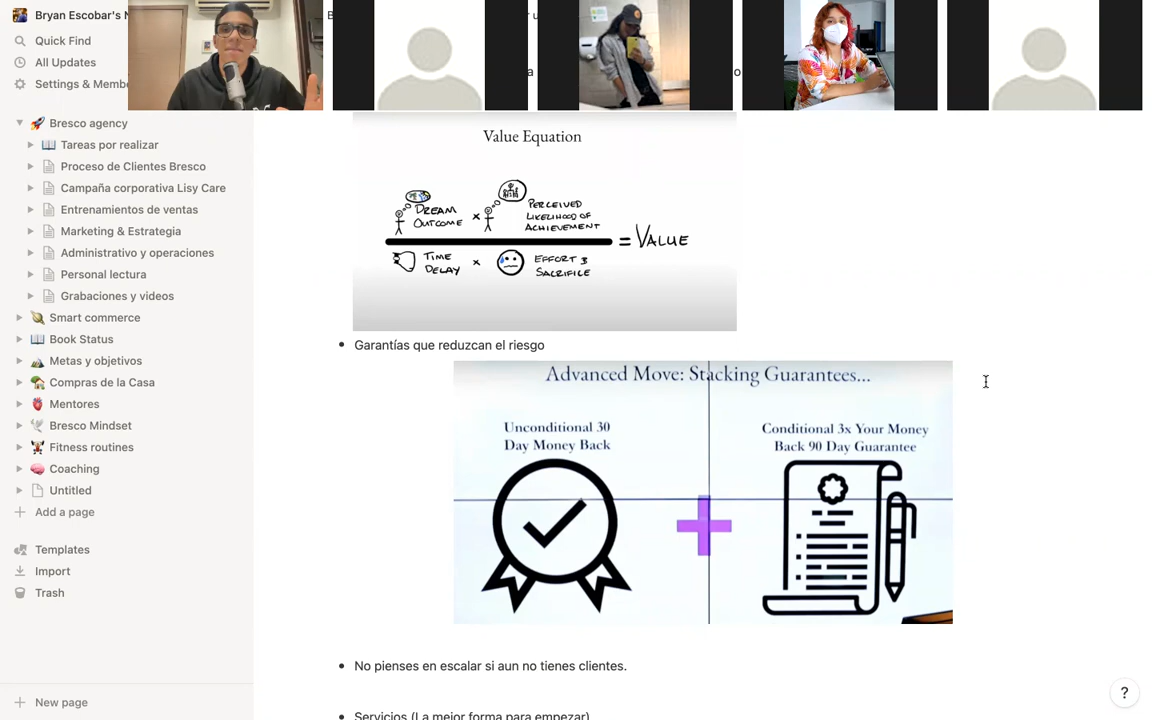 Bryan Escobar's N
Quick Find
All Updates
Settings & Membe
Bresco agency
Tareas por realizar
Proceso de Clientes Bresco
Campaña corporativa Lisy Care
Entrenamientos de ventas
Marketing & Estrategia
Administrativo y operaciones
Personal lectura
Grabaciones y videos
Smart commerce
Book Status
Metas y objetivos
Compras de la Casa
Mentores
Bresco Mindset
Fitness routines
Coaching
Untitled
Add a page
Templates
Import
Trash
New page
Value Equation
DREAM OUTCOME
x
PERCEIVED LIKELIHOOD OF ACHIEVEMENT
TIME DELAY
x
EFFORT & SACRIFICE
= VALUE
• Garantías que reduzcan el riesgo
Advanced Move: Stacking Guarantees...
Unconditional 30
Day Money Back
Conditional 3x Your Money
Back 90 Day Guarantee
• No pienses en escalar si aun no tienes clientes.
• Servicios (La mejor forma para empezar)
?